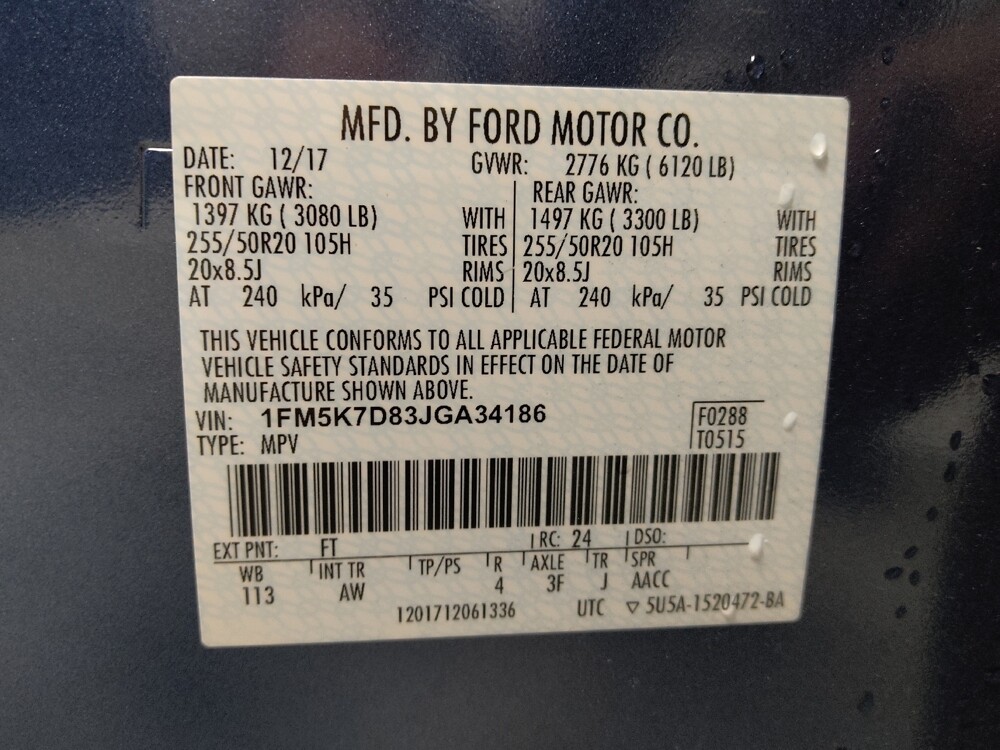 MFD. BY FORD MOTOR CO.
DATE: 12/17 GVWR: 2776 KG ( 6120 LB)
FRONT GAWR: REAR GAWR:
1397 KG ( 3080 LB) WITH 1497 KG ( 3300 LB) WITH
255/50R20 105H TIRES 255/50R20 105H TIRES
20x8.5J RIMS 20x8.5J RIMS
AT 240 kPa/ 35 PSI COLD AT 240 kPa/ 35 PSI COLD
THIS VEHICLE CONFORMS TO ALL APPLICABLE FEDERAL MOTOR
VEHICLE SAFETY STANDARDS IN EFFECT ON THE DATE OF
MANUFACTURE SHOWN ABOVE.
VIN: 1FM5K7D83JGA34186 F0288
TYPE: MPV T0515
EXT PNT: FT RC: 24 DSO:
WB INT TR TP/PS R AXLE TR SPR
113 AW 4 3F J AACC
1201712061336 UTC ▽ 5U5A-1520472-BA